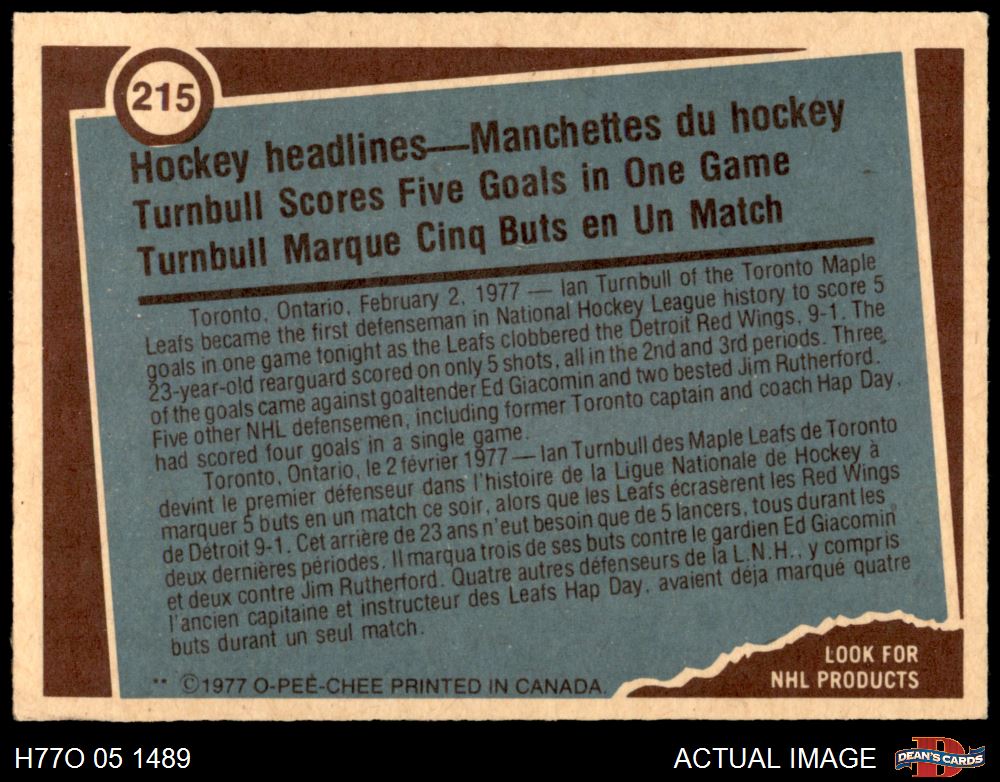 215
Hockey headlines—Manchettes du hockey
Turnbull Scores Five Goals in One Game
Turnbull Marque Cinq Buts en Un Match
Toronto, Ontario, February 2, 1977 — Ian Turnbull of the Toronto Maple
Leafs became the first defenseman in National Hockey League history to score 5
goals in one game tonight as the Leafs clobbered the Detroit Red Wings, 9-1. The
23-year-old rearguard scored on only 5 shots, all in the 2nd and 3rd periods. Three
of the goals came against goaltender Ed Giacomin and two bested Jim Rutherford.
Five other NHL defensemen, including former Toronto captain and coach Hap Day,
had scored four goals in a single game.
Toronto, Ontario, le 2 février 1977 — Ian Turnbull des Maple Leafs de Toronto
devint le premier défenseur dans l'histoire de la Ligue Nationale de Hockey à
marquer 5 buts en un match ce soir, alors que les Leafs écrasèrent les Red Wings
de Détroit 9-1. Cet arrière de 23 ans n'eut besoin que de 5 lancers, tous durant les
deux dernières périodes. Il marqua trois de ses buts contre le gardien Ed Giacomin
et deux contre Jim Rutherford. Quatre autres défenseurs de la L.N.H., y compris
l'ancien capitaine et instructeur des Leafs Hap Day, avaient déja marqué quatre
buts durant un seul match.
** ©1977 O-PEE-CHEE PRINTED IN CANADA.
LOOK FOR
NHL PRODUCTS
H77O 05 1489
ACTUAL IMAGE
DEAN'S CARDS